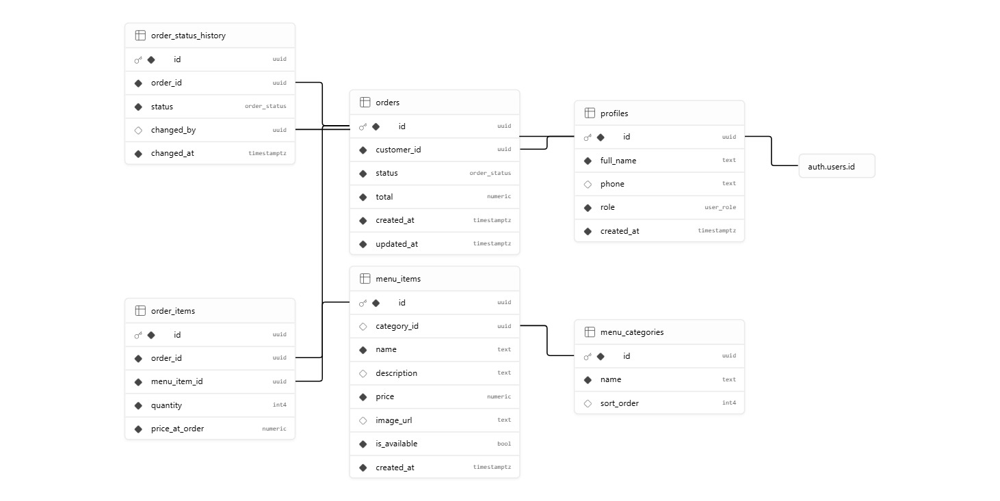 order_status_history
id uuid
order_id uuid
status order_status
changed_by uuid
changed_at timestamptz
orders
id uuid
customer_id uuid
status order_status
total numeric
created_at timestamptz
updated_at timestamptz
profiles
id uuid
full_name text
phone text
role user_role
created_at timestamptz
auth.users.id
order_items
id uuid
order_id uuid
menu_item_id uuid
quantity int4
price_at_order numeric
menu_items
id uuid
category_id uuid
name text
description text
price numeric
image_url text
is_available bool
created_at timestamptz
menu_categories
id uuid
name text
sort_order int4